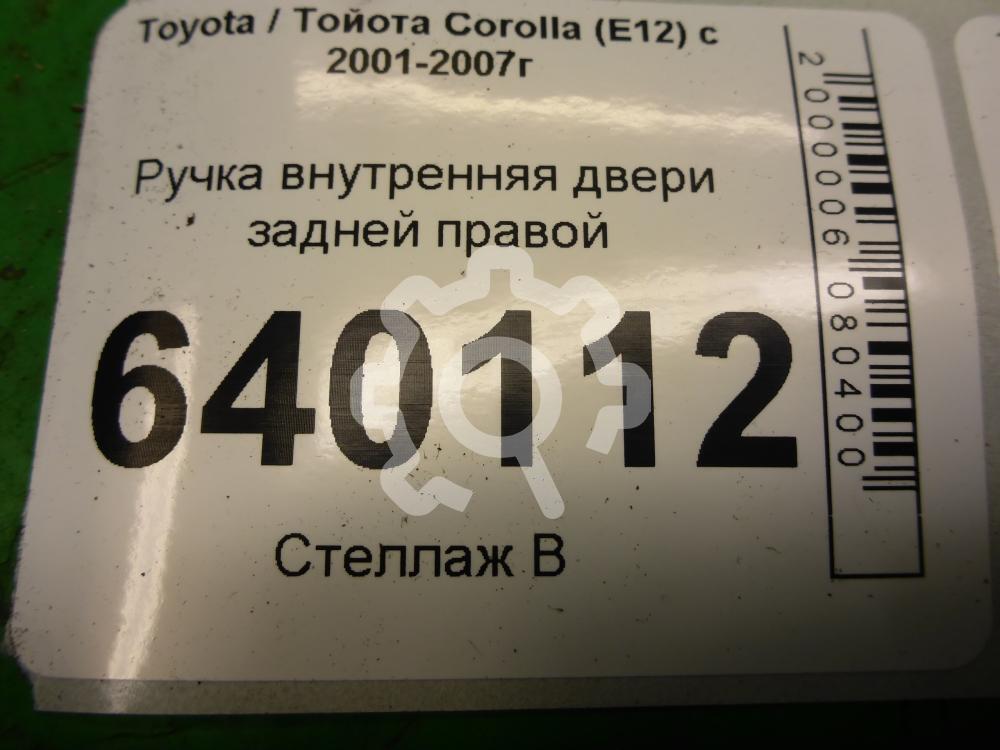 Toyota / Тойота Corolla (E12) с
2001-2007г
Ручка внутренняя двери
задней правой
640112
Стеллаж В
2000006080400